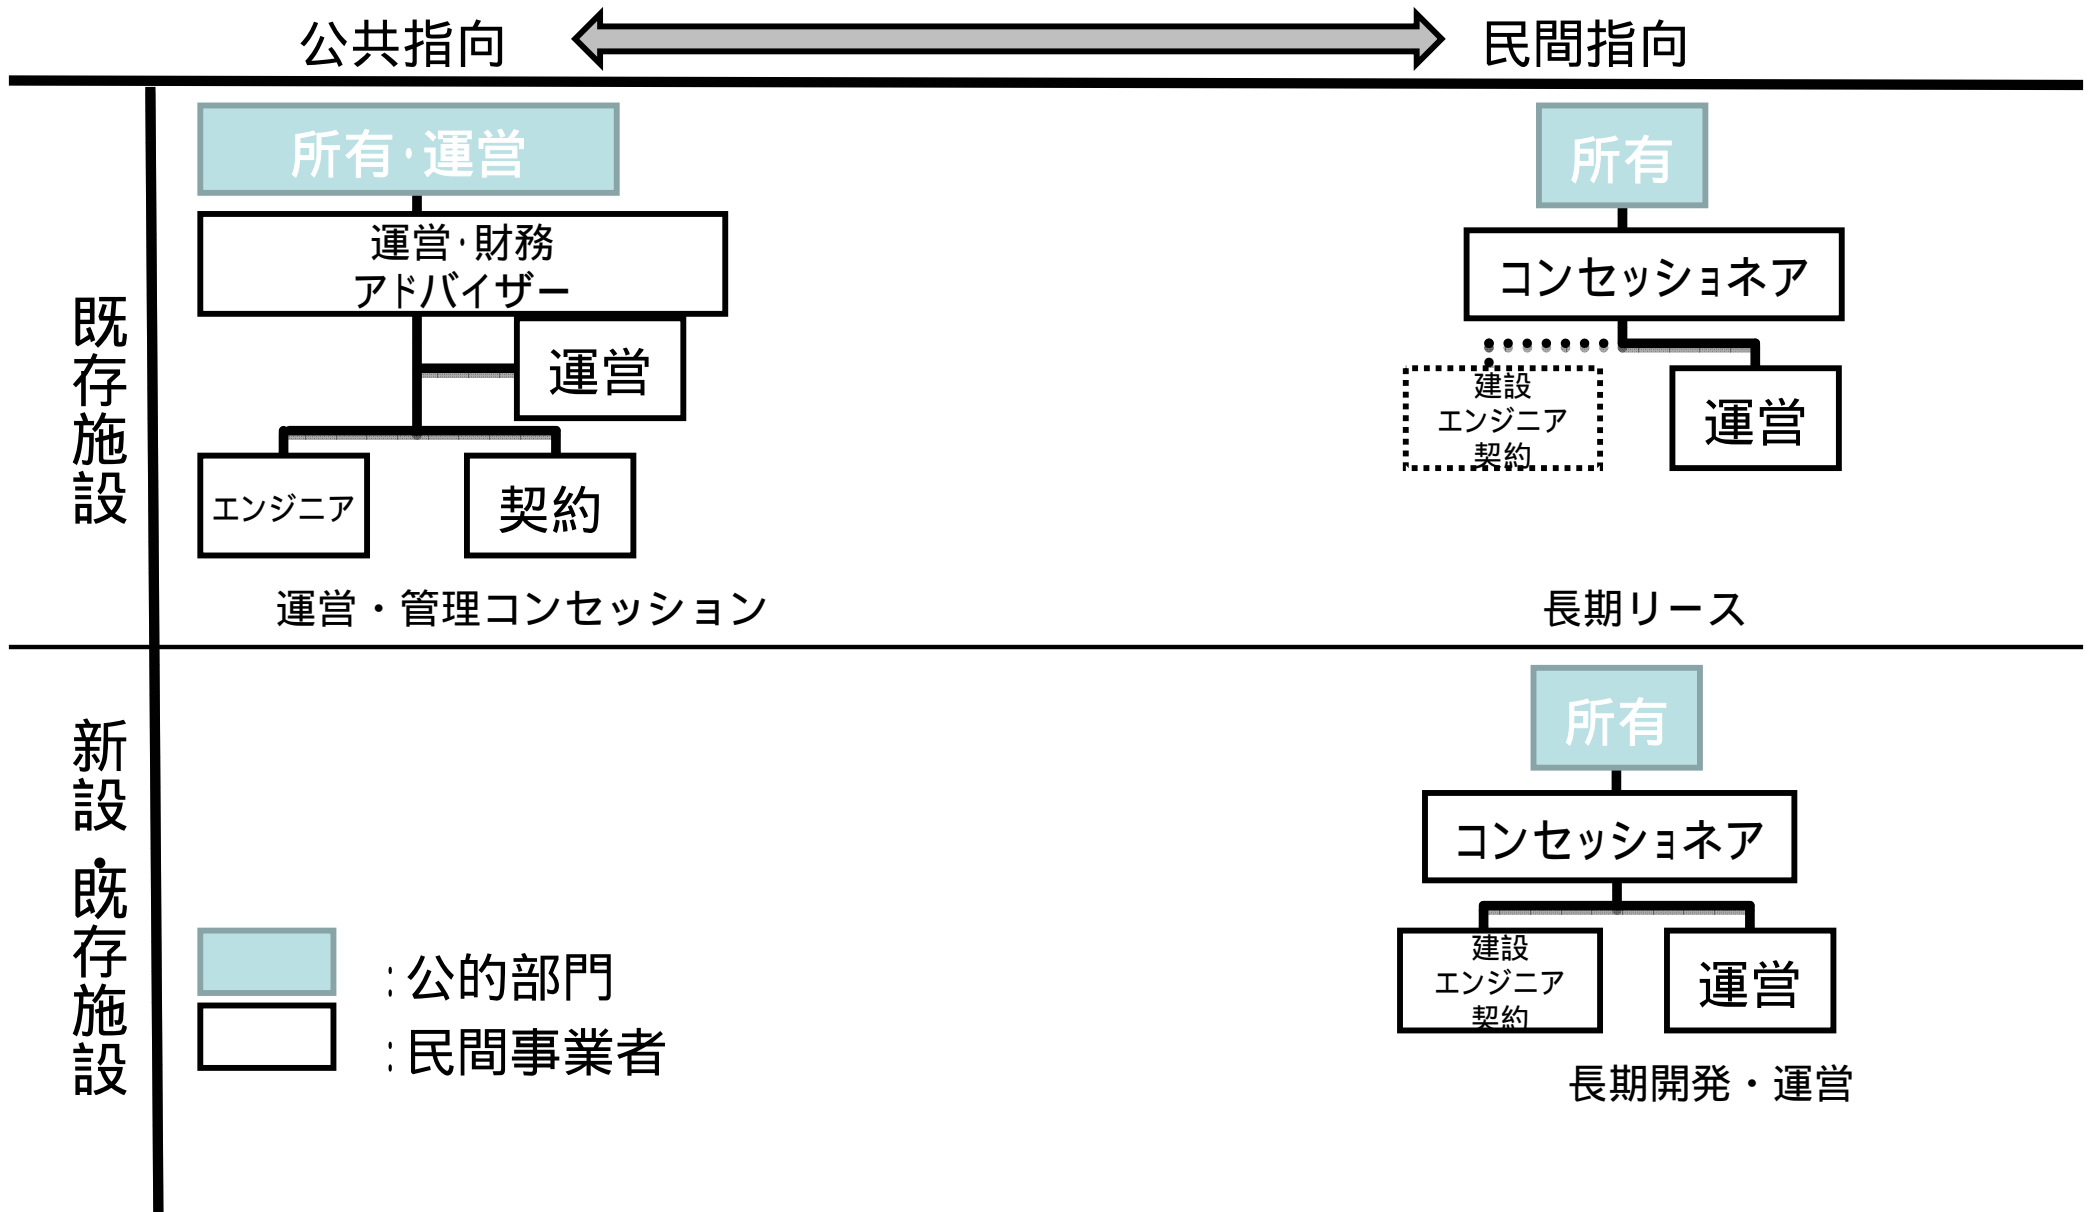 公共指向
民間指向
既存施設
所有･運営
運営･財務
アドバイザー
運営
エンジニア
契約
運営・管理コンセッション
所有
コンセッショネア
建設
エンジニア
契約
運営
長期リース
新設・既存施設
：公的部門
：民間事業者
所有
コンセッショネア
建設
エンジニア
契約
運営
長期開発・運営